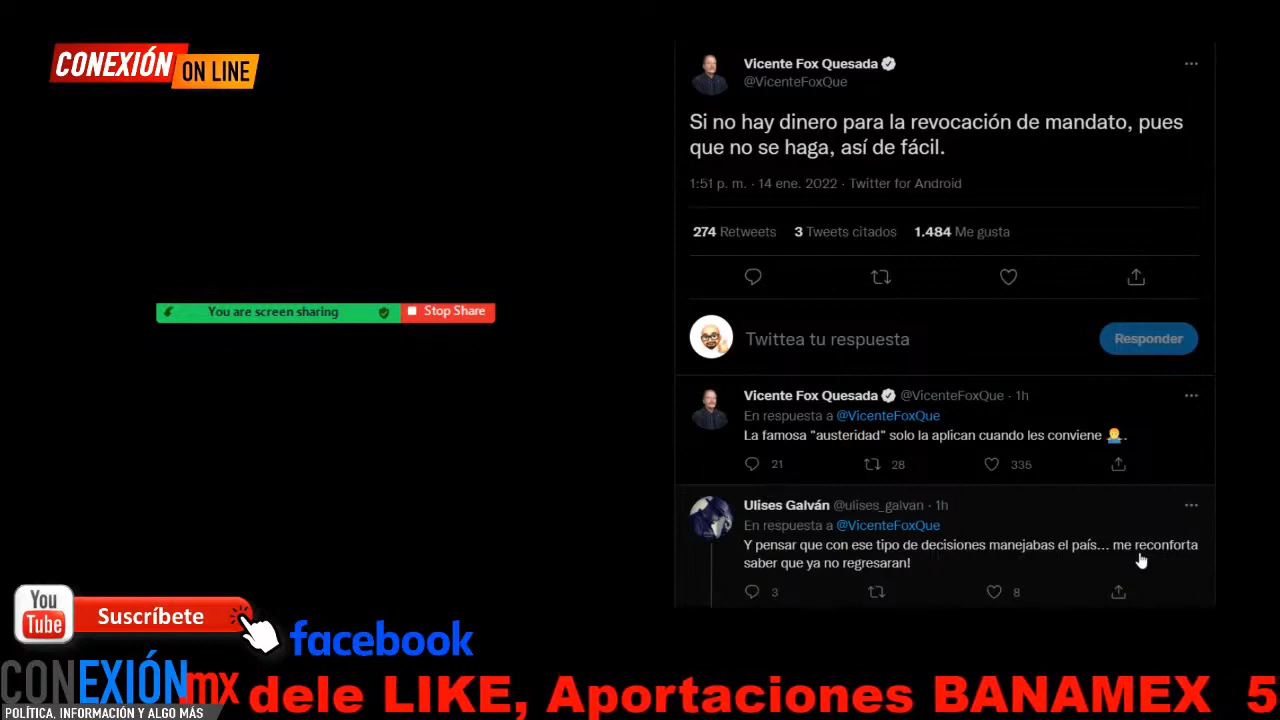 CONEXIÓN
ON LINE
Vicente Fox Quesada
@VicenteFoxQue
Si no hay dinero para la revocación de mandato, pues
que no se haga, así de fácil.
1:51 p. m. · 14 ene. 2022 · Twitter for Android
274 Retweets 3 Tweets citados 1.484 Me gusta
You are screen sharing Stop Share
Twittea tu respuesta Responder
Vicente Fox Quesada @VicenteFoxQue · 1h
En respuesta a @VicenteFoxQue
La famosa "austeridad" solo la aplican cuando les conviene 🤷‍♂️.
21 28 335
Ulises Galván @ulises_galvan · 1h
En respuesta a @VicenteFoxQue
Y pensar que con ese tipo de decisiones manejabas el país... me reconforta
saber que ya no regresaran!
3 8
You
Tube
Suscríbete
facebook
CONEXIÓN mx
POLÍTICA, INFORMACIÓN Y ALGO MÁS
dele LIKE, Aportaciones BANAMEX 5